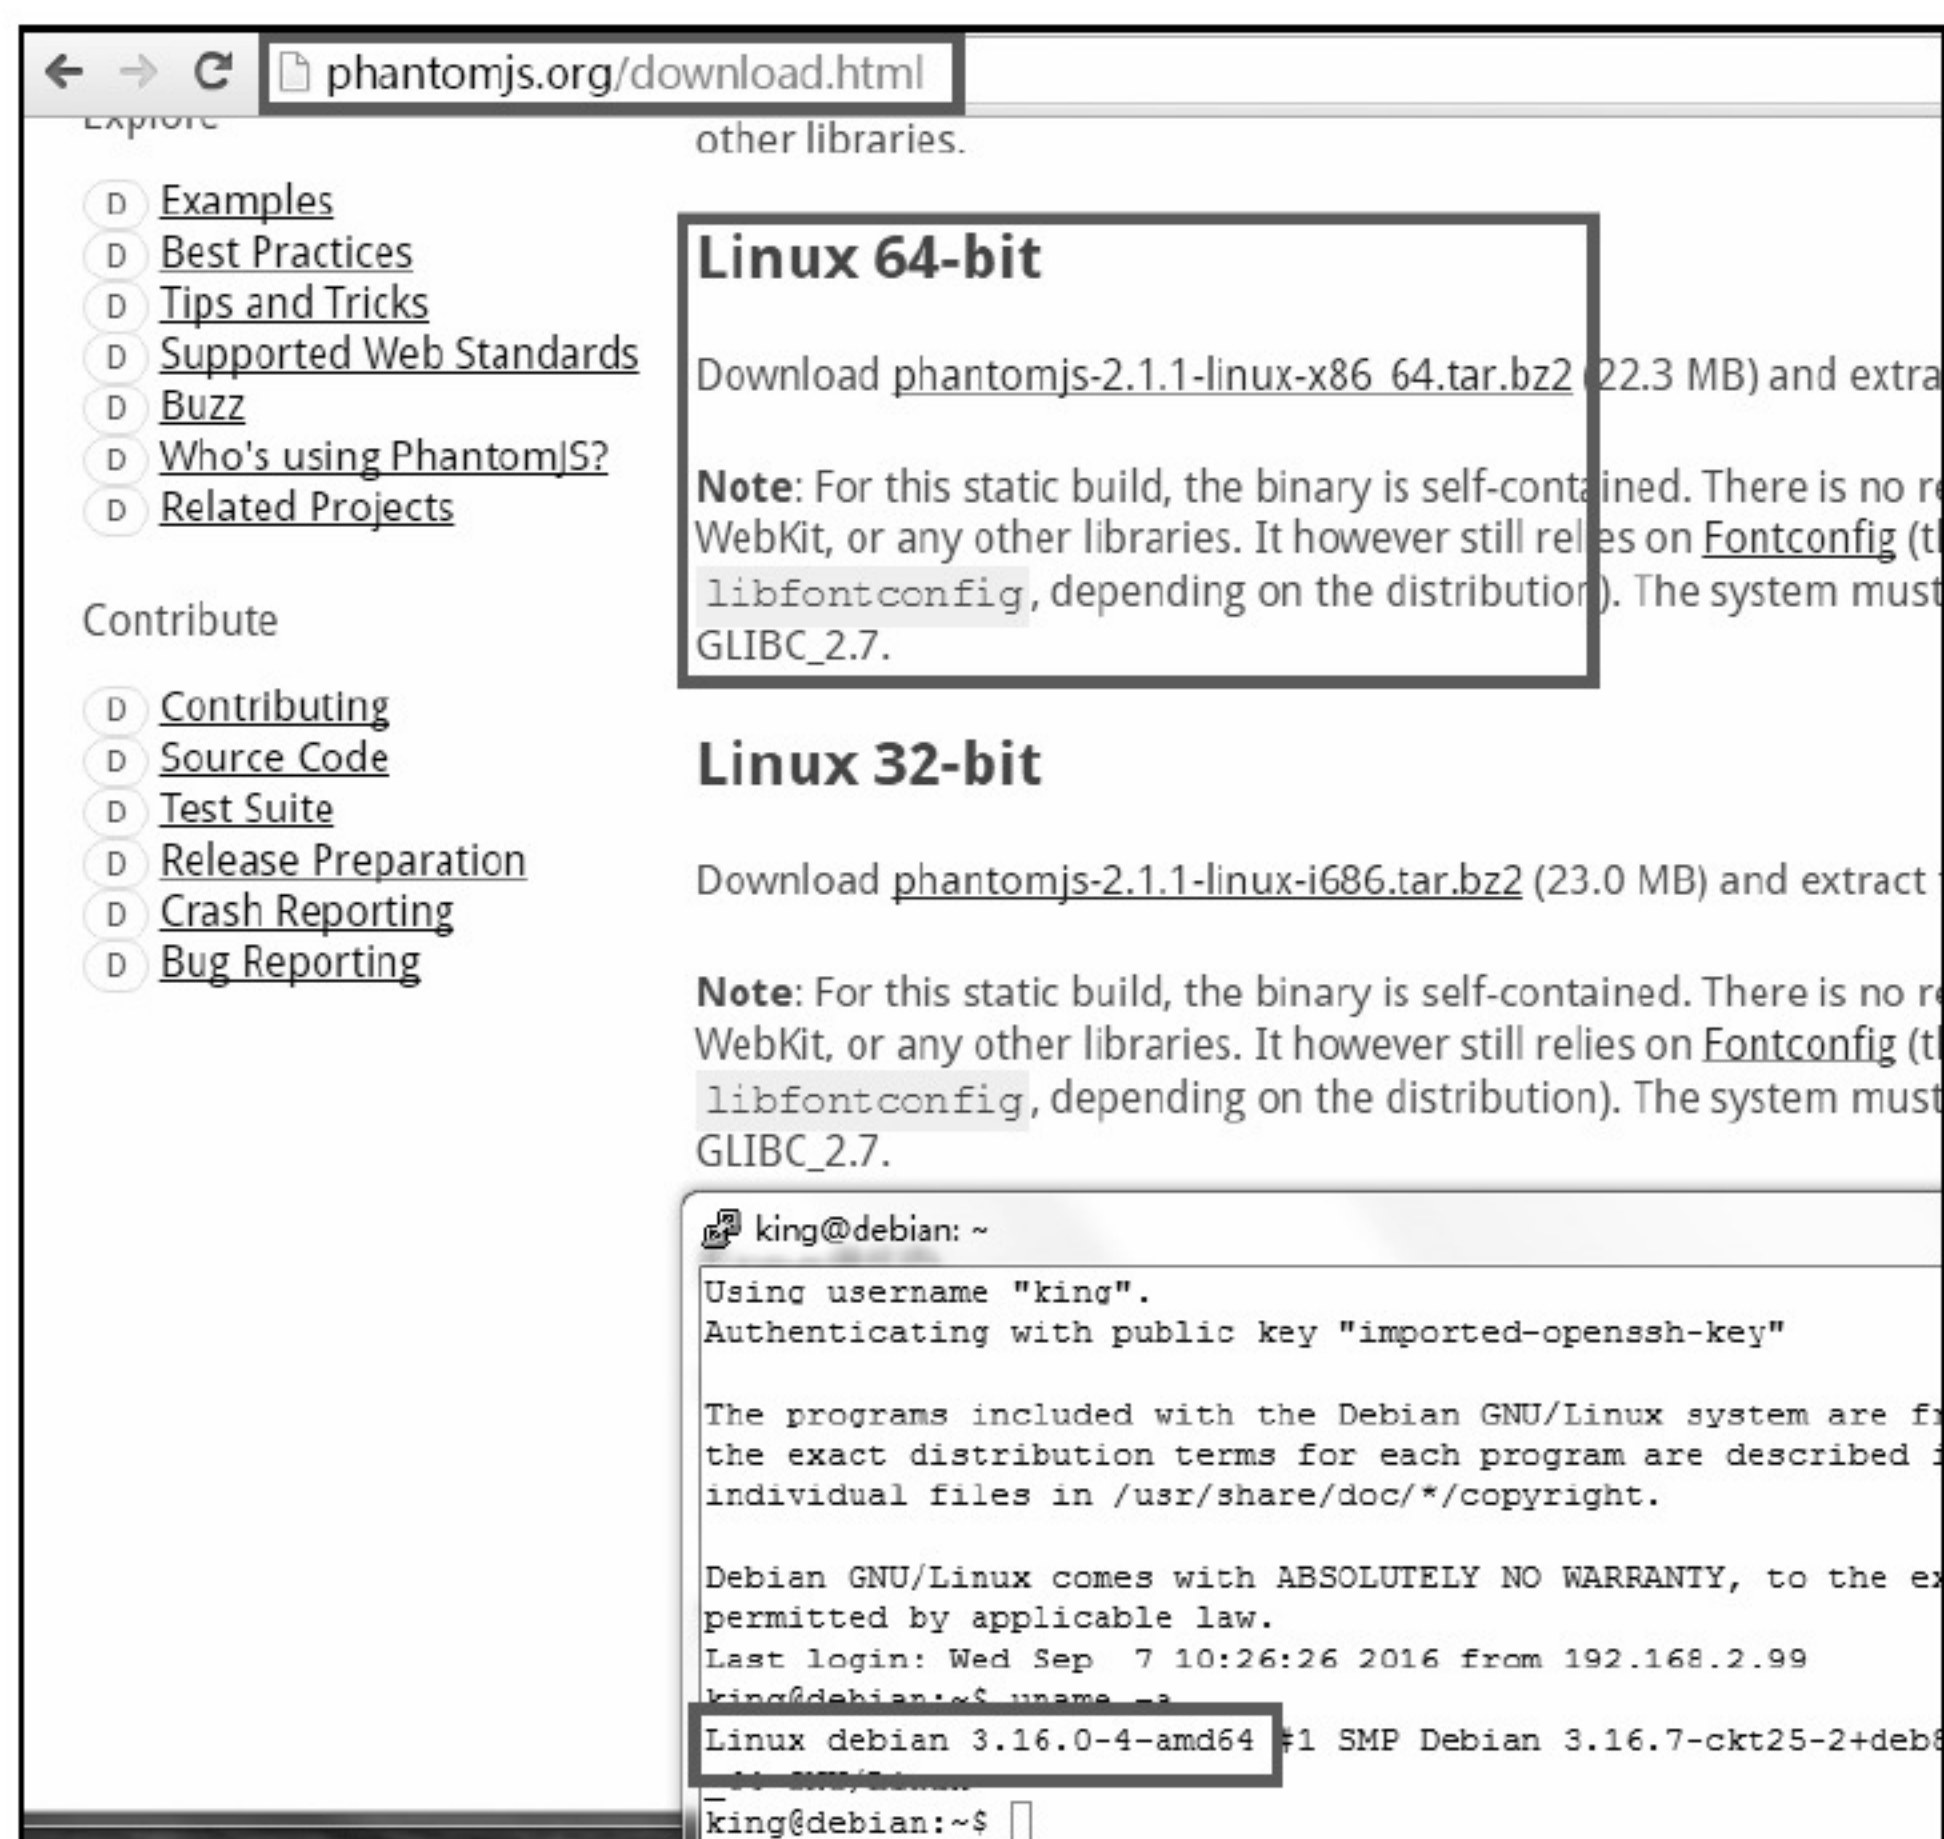 phantomjs.org/download.html
Explore
D Examples
D Best Practices
D Tips and Tricks
D Supported Web Standards
D Buzz
D Who's using PhantomJS?
D Related Projects
Contribute
D Contributing
D Source Code
D Test Suite
D Release Preparation
D Crash Reporting
D Bug Reporting
other libraries.
Linux 64-bit
Download phantomjs-2.1.1-linux-x86_64.tar.bz2 (22.3 MB) and extra
Note: For this static build, the binary is self-contained. There is no re
WebKit, or any other libraries. It however still relies on Fontconfig (t
libfontconfig, depending on the distribution). The system must
GLIBC_2.7.
Linux 32-bit
Download phantomjs-2.1.1-linux-i686.tar.bz2 (23.0 MB) and extract
Note: For this static build, the binary is self-contained. There is no re
WebKit, or any other libraries. It however still relies on Fontconfig (t
libfontconfig, depending on the distribution). The system must
GLIBC_2.7.
king@debian: ~
Using username "king".
Authenticating with public key "imported-openssh-key"
The programs included with the Debian GNU/Linux system are fr
the exact distribution terms for each program are described i
individual files in /usr/share/doc/*/copyright.
Debian GNU/Linux comes with ABSOLUTELY NO WARRANTY, to the ex
permitted by applicable law.
Last login: Wed Sep  7 10:26:26 2016 from 192.168.2.99
king@debian:~$ uname -a
Linux debian 3.16.0-4-amd64 #1 SMP Debian 3.16.7-ckt25-2+deb8
king@debian:~$